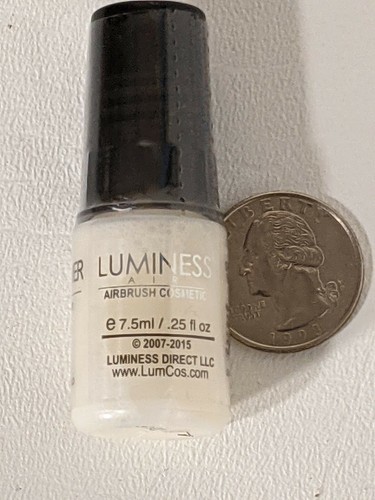 ER
LUMINESS
A I R
AIRBRUSH COSMETIC
e 7.5ml / .25 fl oz
© 2007-2015
LUMINESS DIRECT LLC
www.LumCos.com
LIBERTY